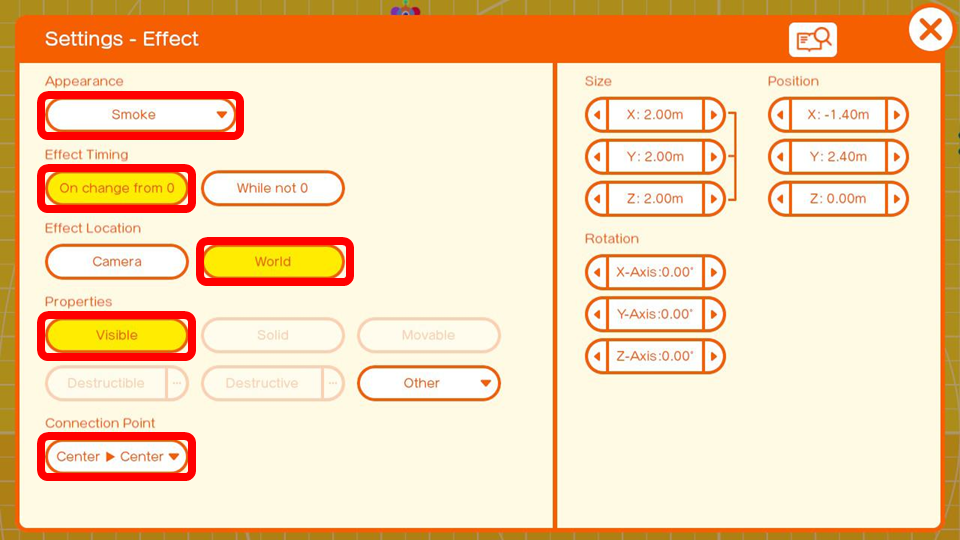 Settings - Effect
Appearance
Smoke
Effect Timing
On change from 0
While not 0
Effect Location
Camera
World
Properties
Visible
Solid
Movable
Destructible ...
Destructive ...
Other
Connection Point
Center ▶ Center
Size
X: 2.00m
Y: 2.00m
Z: 2.00m
Position
X: -1.40m
Y: 2.40m
Z: 0.00m
Rotation
X-Axis:0.00°
Y-Axis:0.00°
Z-Axis:0.00°